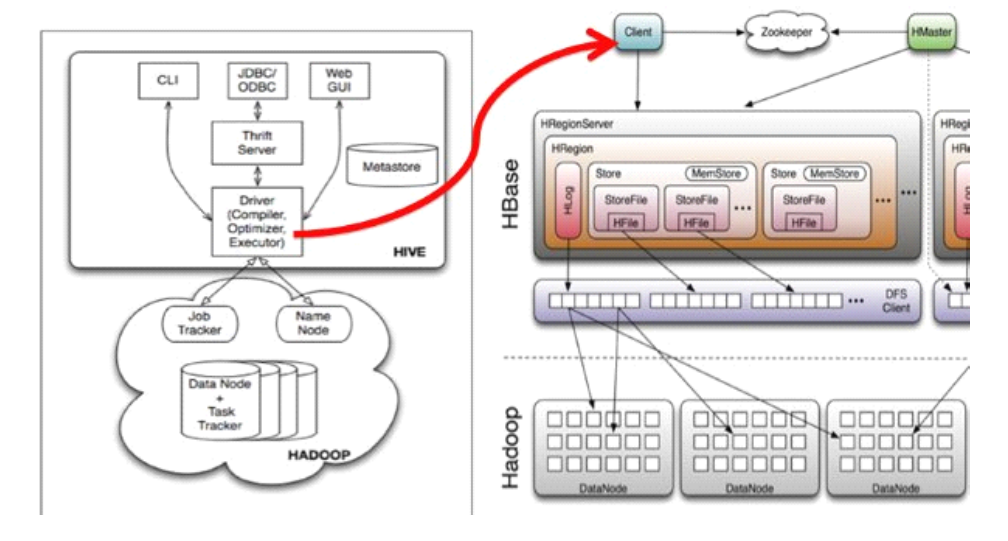 CLI
JDBC/
ODBC
Web
GUI
Thrift
Server
Metastore
Driver
(Compiler,
Optimizer,
Executor)
HIVE
Job
Tracker
Name
Node
Data Node
+
Task
Tracker
HADOOP
Client
Zookeeper
HMaster
HBase
HRegionServer
HRegion
HLog
Store
MemStore
StoreFile
HFile
StoreFile
HFile
...
Store
MemStore
StoreFile
HFile
...
...
...
DFS
Client
...
Hadoop
DataNode
DataNode
DataNode